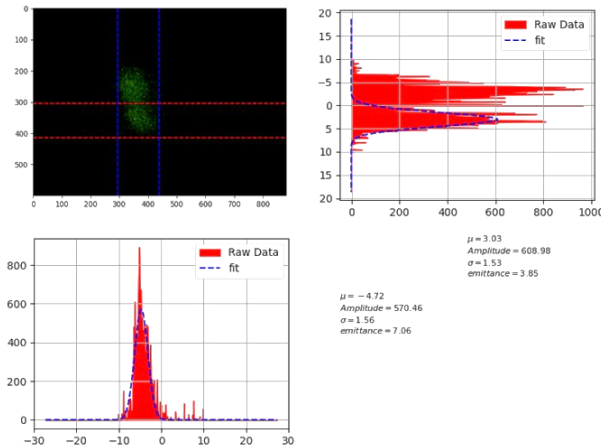 0
100
200
300
400
500
0 100 200 300 400 500 600 700 800
20
15
10
−5
0
5
10
15
20
Raw Data
fit
0 200 400 600 800 1000
μ = 3.03
Amplitude = 608.98
σ = 1.53
emittance = 3.85
μ = −4.72
Amplitude = 570.46
σ = 1.56
emittance = 7.06
800
600
400
200
0
Raw Data
fit
−30 −20 −10 0 10 20 30